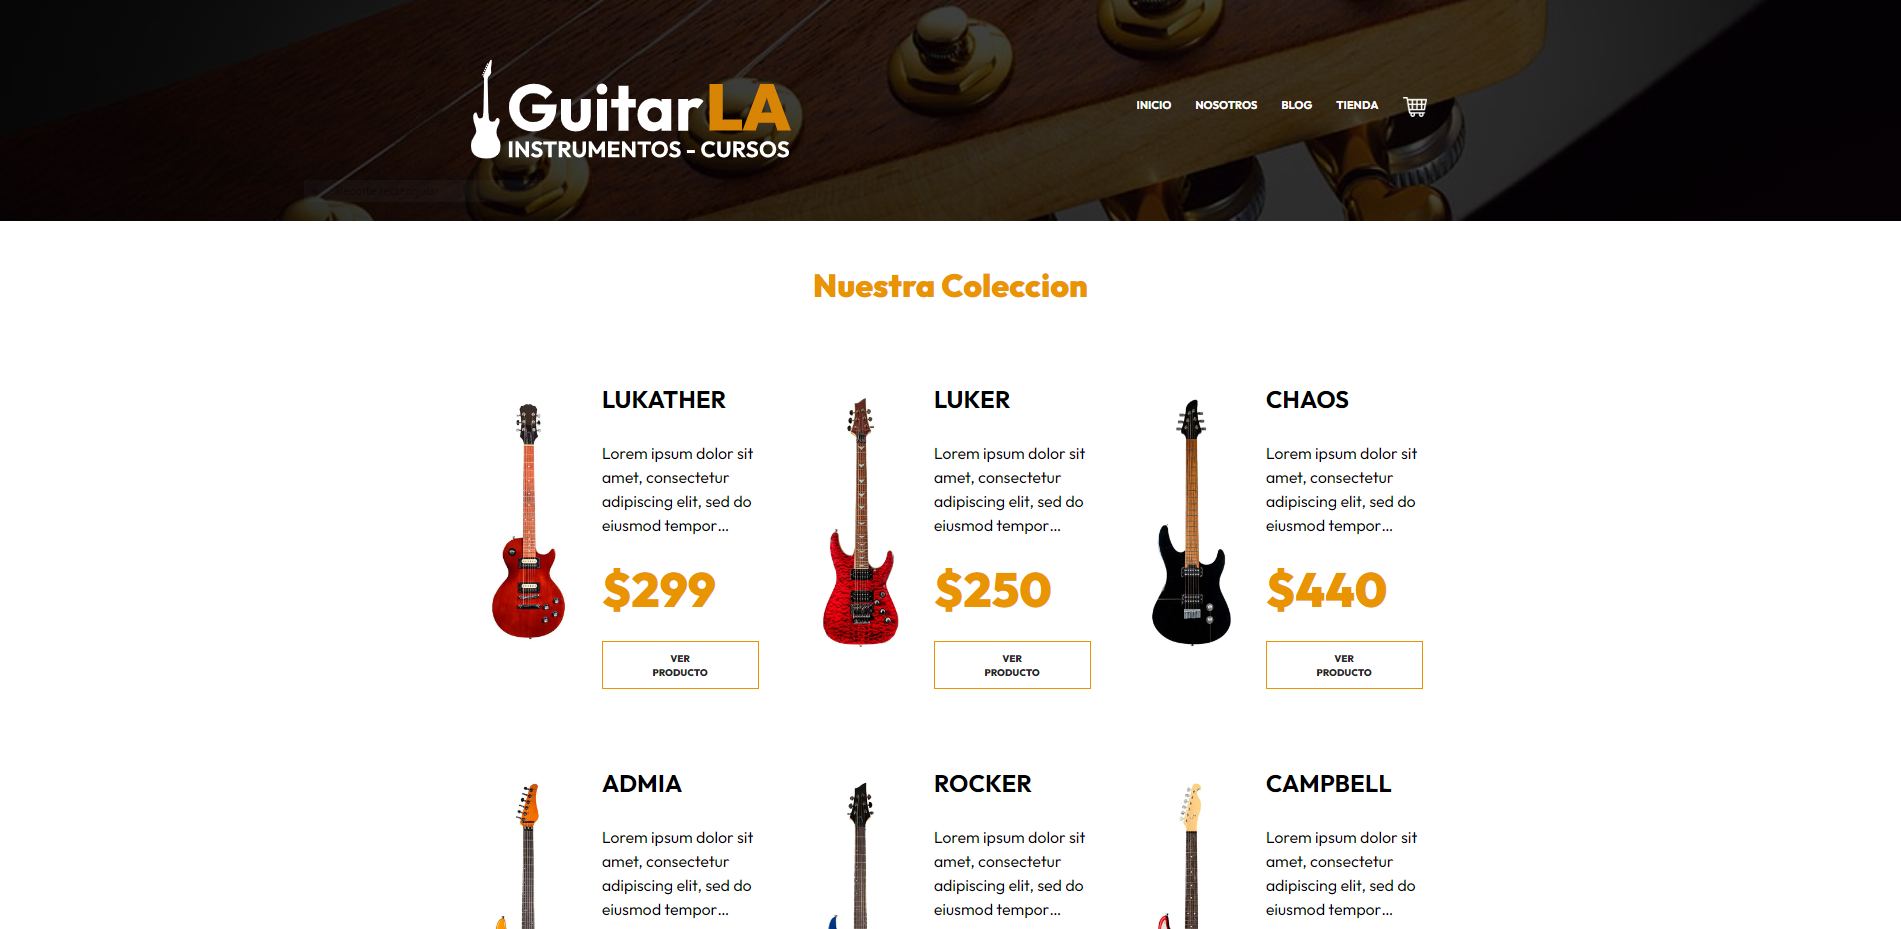 GuitarLA
INSTRUMENTOS - CURSOS
INICIO NOSOTROS BLOG TIENDA
Nuestra Coleccion
LUKATHER
Lorem ipsum dolor sit
amet, consectetur
adipiscing elit, sed do
eiusmod tempor...
$299
VER
PRODUCTO
LUKER
Lorem ipsum dolor sit
amet, consectetur
adipiscing elit, sed do
eiusmod tempor...
$250
VER
PRODUCTO
CHAOS
Lorem ipsum dolor sit
amet, consectetur
adipiscing elit, sed do
eiusmod tempor...
$440
VER
PRODUCTO
ADMIA
Lorem ipsum dolor sit
amet, consectetur
adipiscing elit, sed do
eiusmod tempor...
ROCKER
Lorem ipsum dolor sit
amet, consectetur
adipiscing elit, sed do
eiusmod tempor...
CAMPBELL
Lorem ipsum dolor sit
amet, consectetur
adipiscing elit, sed do
eiusmod tempor...